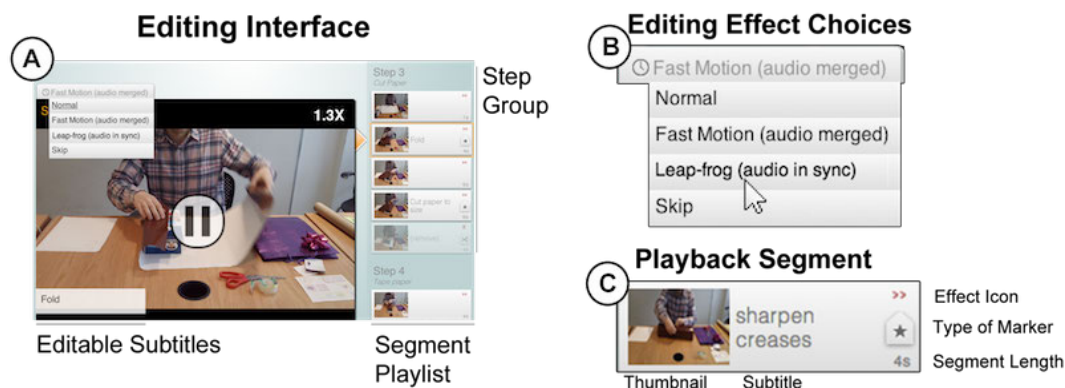 Editing Interface
A
Fast Motion (audio merged)
Normal
Fast Motion (audio merged)
Leap-frog (audio in sync)
Skip
S
1.3X
Fold
Step 3
Cut Paper
Fold
Cut paper to
size
Step 4
Tape paper
Step
Group
Editable Subtitles
Segment
Playlist
Editing Effect Choices
B
Fast Motion (audio merged)
Normal
Fast Motion (audio merged)
Leap-frog (audio in sync)
Skip
Playback Segment
C
sharpen
creases
4s
Effect Icon
Type of Marker
Segment Length
Thumbnail
Subtitle